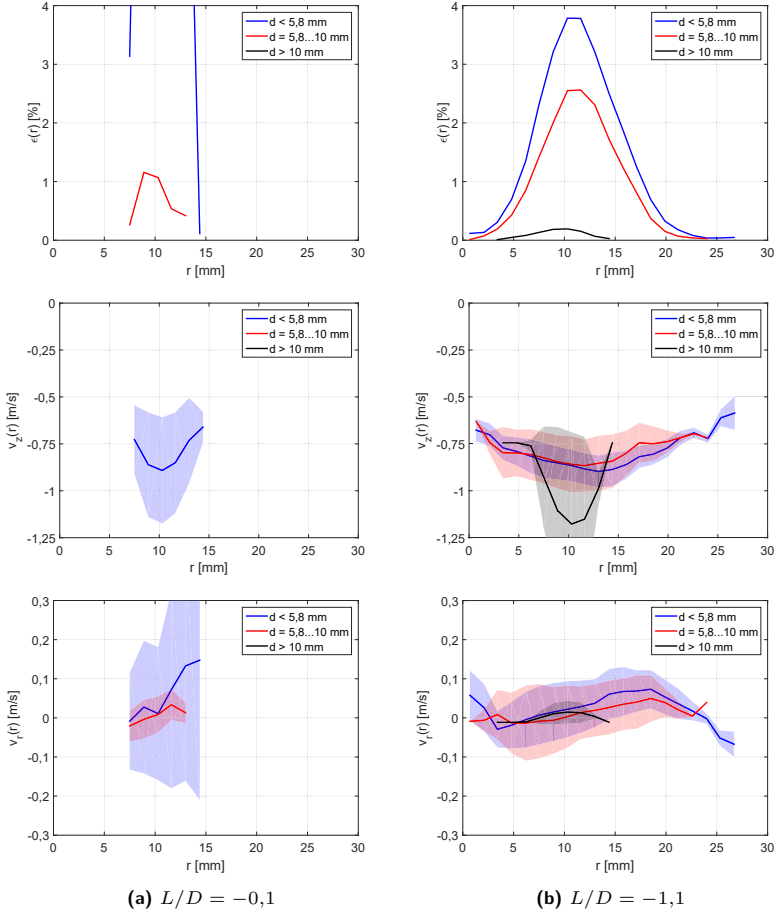 4
3
2
1
0
ε(r) [%]
0 5 10 15 20 25 30
r [mm]
d < 5,8 mm
d = 5,8...10 mm
d > 10 mm
4
3
2
1
0
ε(r) [%]
0 5 10 15 20 25 30
r [mm]
d < 5,8 mm
d = 5,8...10 mm
d > 10 mm
0
-0,25
-0,5
-0,75
-1
-1,25
v_z(r) [m/s]
0 5 10 15 20 25 30
r [mm]
d < 5,8 mm
d = 5,8...10 mm
d > 10 mm
0
-0,25
-0,5
-0,75
-1
-1,25
v_z(r) [m/s]
0 5 10 15 20 25 30
r [mm]
d < 5,8 mm
d = 5,8...10 mm
d > 10 mm
0,3
0,2
0,1
0
-0,1
-0,2
-0,3
v_r(r) [m/s]
0 5 10 15 20 25 30
r [mm]
d < 5,8 mm
d = 5,8...10 mm
d > 10 mm
0,3
0,2
0,1
0
-0,1
-0,2
-0,3
v_r(r) [m/s]
0 5 10 15 20 25 30
r [mm]
d < 5,8 mm
d = 5,8...10 mm
d > 10 mm
(a) L/D = −0,1
(b) L/D = −1,1